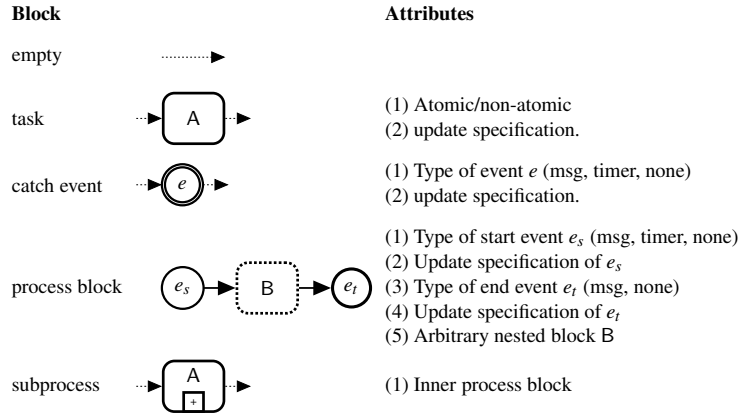 Block Attributes
empty
task A (1) Atomic/non-atomic
(2) update specification.
catch event e (1) Type of event e (msg, timer, none)
(2) update specification.
(1) Type of start event eₛ (msg, timer, none)
(2) Update specification of eₛ
process block eₛ B eₜ (3) Type of end event eₜ (msg, none)
(4) Update specification of eₜ
(5) Arbitrary nested block B
subprocess A + (1) Inner process block